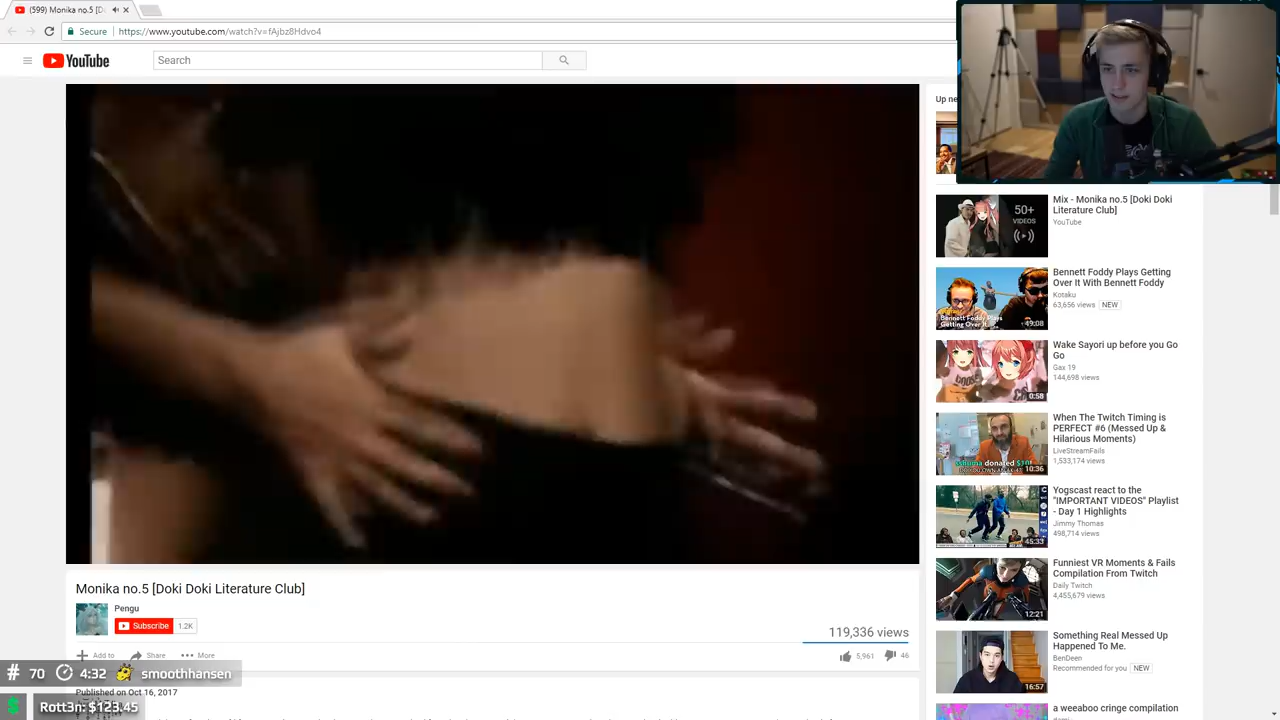 (599) Monika no.5 [D
Secure
https://www.youtube.com/watch?v=fAjbz8Hdvo4
YouTube
Search
Up ne
50+
VIDEOS
Mix - Monika no.5 [Doki Doki
Literature Club]
YouTube
Bennett Foddy Plays
Getting Over It...
49:08
Bennett Foddy Plays Getting
Over It With Bennett Foddy
Kotaku
63,656 views NEW
0:58
Wake Sayori up before you Go
Go
Gax 19
144,698 views
donated
10:36
When The Twitch Timing is
PERFECT #6 (Messed Up &
Hilarious Moments)
LiveStreamFails
1,533,174 views
45:33
Yogscast react to the
"IMPORTANT VIDEOS" Playlist
- Day 1 Highlights
Jimmy Thomas
498,714 views
12:21
Funniest VR Moments & Fails
Compilation From Twitch
Daily Twitch
4,455,679 views
16:57
Something Real Messed Up
Happened To Me.
BenDeen
Recommended for you NEW
a weeaboo cringe compilation
Monika no.5 [Doki Doki Literature Club]
Pengu
Subscribe 1.2K
119,336 views
Add to Share More
5,961 46
# 70 4:32 smoothhansen
Published on Oct 16, 2017
Rott3n: $123.45